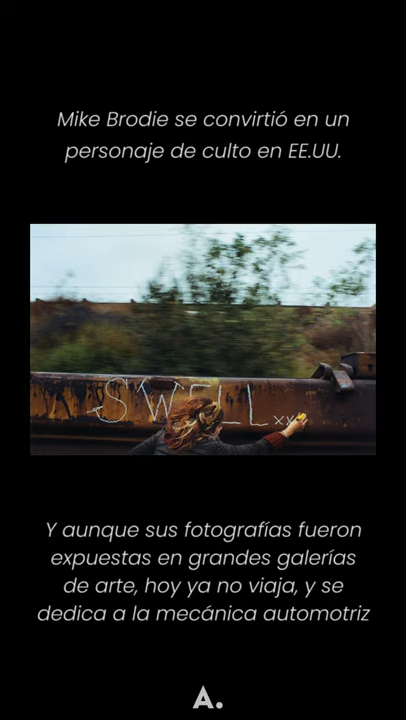 Mike Brodie se convirtió en un
personaje de culto en EE.UU.
SWELL xx
Y aunque sus fotografías fueron
expuestas en grandes galerías
de arte, hoy ya no viaja, y se
dedica a la mecánica automotriz
A.